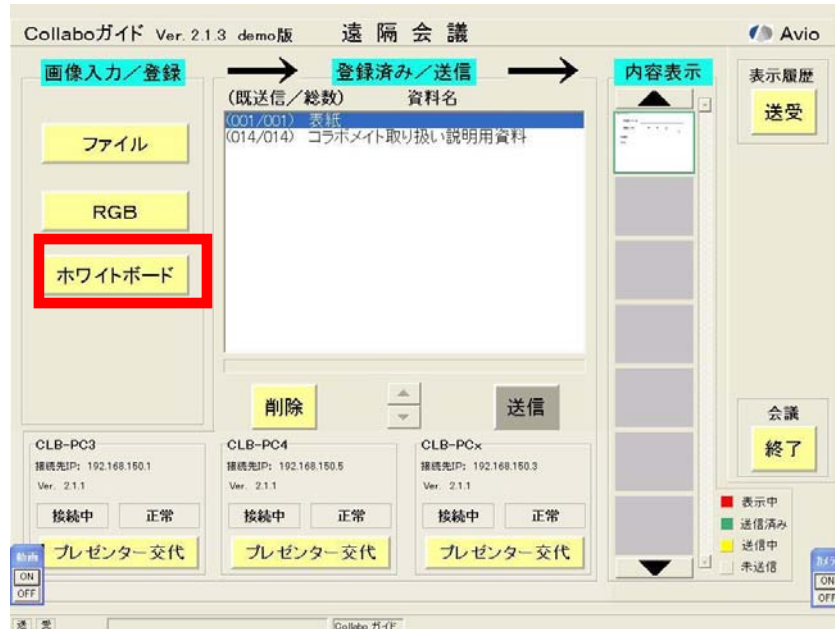 Collaboガイド Ver. 2.1.3 demo版 遠隔会議 Avio
画像入力／登録
登録済み／送信
内容表示
表示履歴
送受
(既送信／総数) 資料名
(001/001) 表紙
(014/014) コラボメイト取り扱い説明用資料
ファイル
RGB
ホワイトボード
削除
送信
会議
終了
CLB-PC3
接続先IP: 192.168.150.1
Ver. 2.1.1
接続中 正常
プレゼンター交代
CLB-PC4
接続先IP: 192.168.150.5
Ver. 2.1.1
接続中 正常
プレゼンター交代
CLB-PCx
接続先IP: 192.168.150.3
Ver. 2.1.1
接続中 正常
プレゼンター交代
表示中
送信済み
送信中
未送信
動画
ON
OFF
カメラ
ON
OFF
送 受
Collabo ガイド